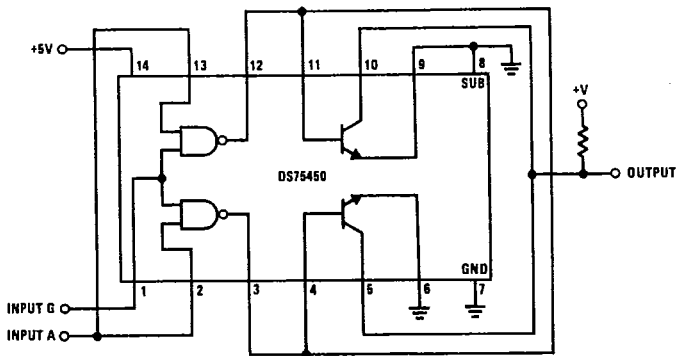 +5V
14 13 12 11 10 9 8
SUB
+V
DS75450
OUTPUT
GND
1 2 3 4 5 6 7
INPUT G
INPUT A